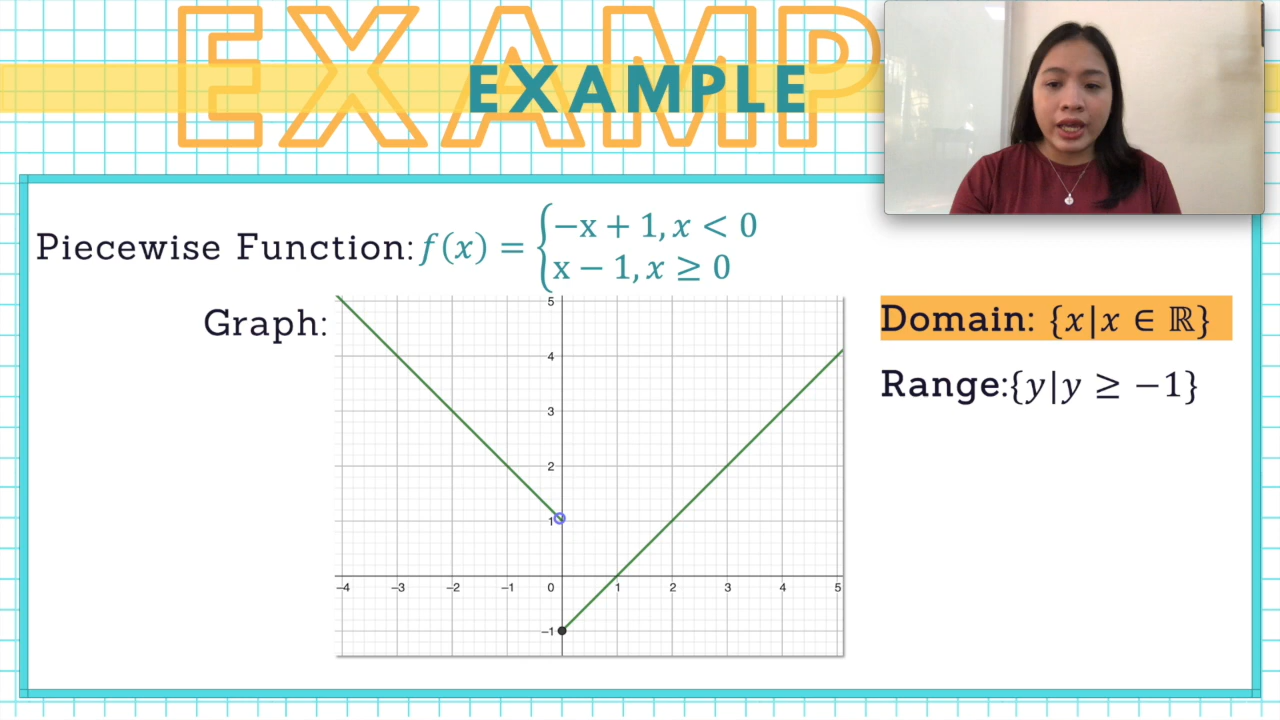 EXAMP
EXAMPLE
Piecewise Function: f(x) = {−x + 1, x < 0
x − 1, x ≥ 0
Graph:
Domain: {x|x ∈ ℝ}
Range:{y|y ≥ −1}
5
4
3
2
1
−4 −3 −2 −1 0 1 2 3 4 5
−1